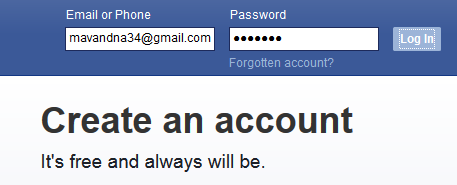 Email or Phone Password
mavandna34@gmail.com ●●●●●●● Log In
Forgotten account?
Create an account
It's free and always will be.